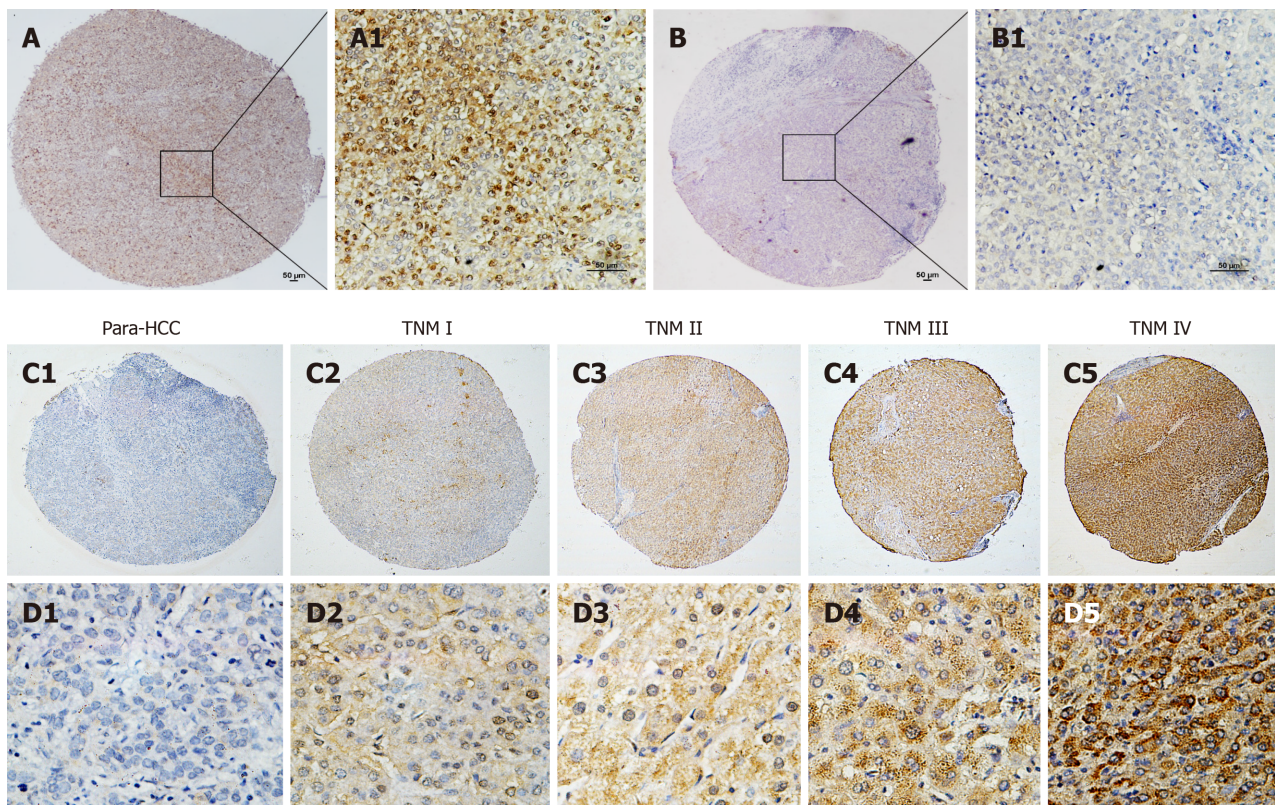 A
A1
B
B1
50 µm
50 µm
50 µm
50 µm
Para-HCC
TNM I
TNM II
TNM III
TNM IV
C1
C2
C3
C4
C5
D1
D2
D3
D4
D5